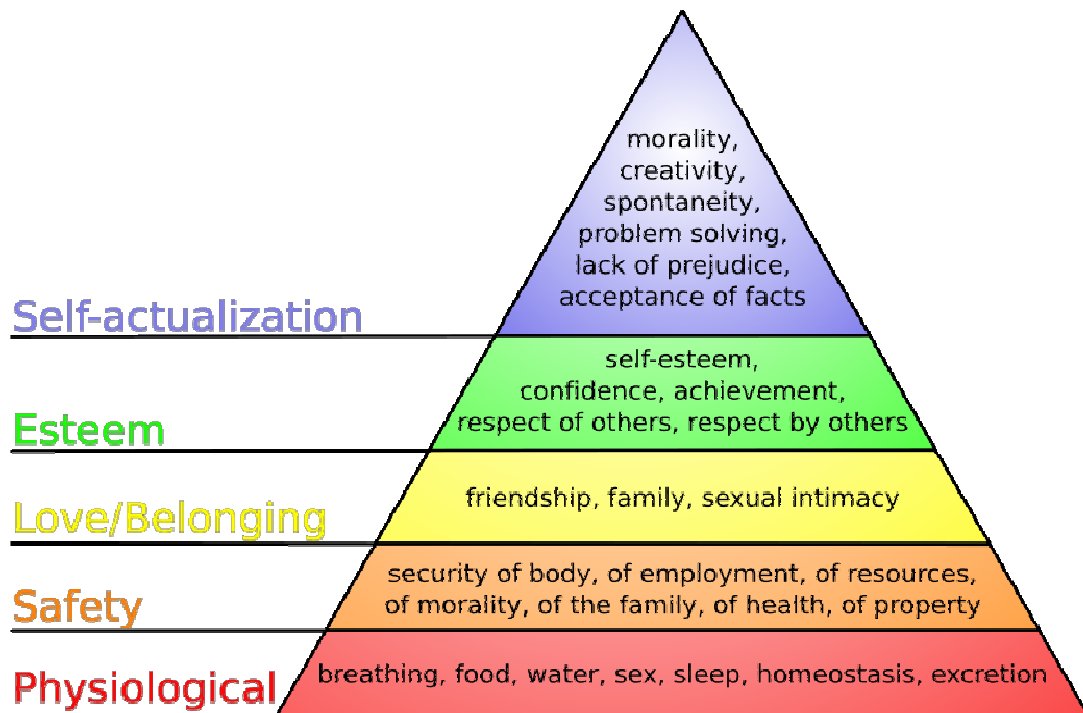 morality,
creativity,
spontaneity,
problem solving,
lack of prejudice,
acceptance of facts
Self-actualization
self-esteem,
confidence, achievement,
respect of others, respect by others
Esteem
friendship, family, sexual intimacy
Love/Belonging
security of body, of employment, of resources,
of morality, of the family, of health, of property
Safety
breathing, food, water, sex, sleep, homeostasis, excretion
Physiological